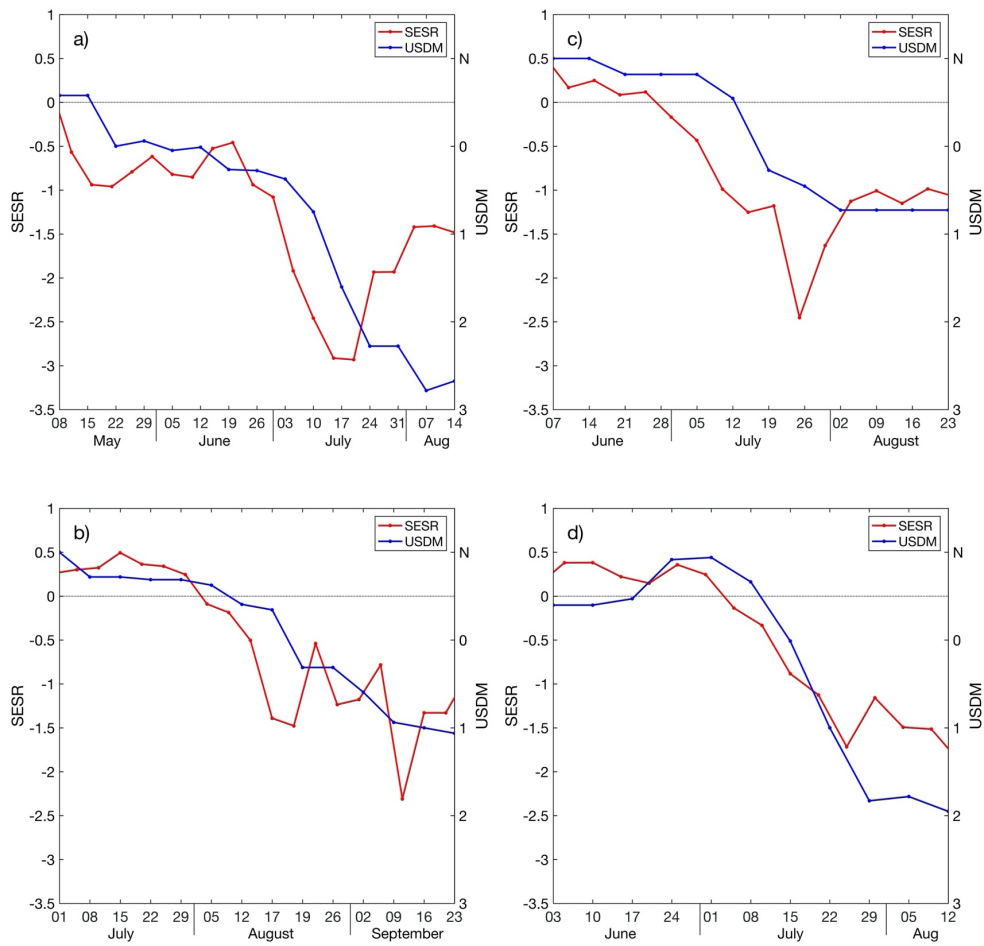 a)
SESR
USDM
1
0.5
0
-0.5
-1
-1.5
-2
-2.5
-3
-3.5
SESR
N
0
1
2
3
USDM
08 15 22 29 05 12 19 26 03 10 17 24 31 07 14
May June July Aug
c)
SESR
USDM
1
0.5
0
-0.5
-1
-1.5
-2
-2.5
-3
-3.5
SESR
N
0
1
2
3
USDM
07 14 21 28 05 12 19 26 02 09 16 23
June July August
b)
SESR
USDM
1
0.5
0
-0.5
-1
-1.5
-2
-2.5
-3
-3.5
SESR
N
0
1
2
3
USDM
01 08 15 22 29 05 12 17 19 26 02 09 16 23
July August September
d)
SESR
USDM
1
0.5
0
-0.5
-1
-1.5
-2
-2.5
-3
-3.5
SESR
N
0
1
2
3
USDM
03 10 17 24 01 08 15 22 29 05 12
June July Aug